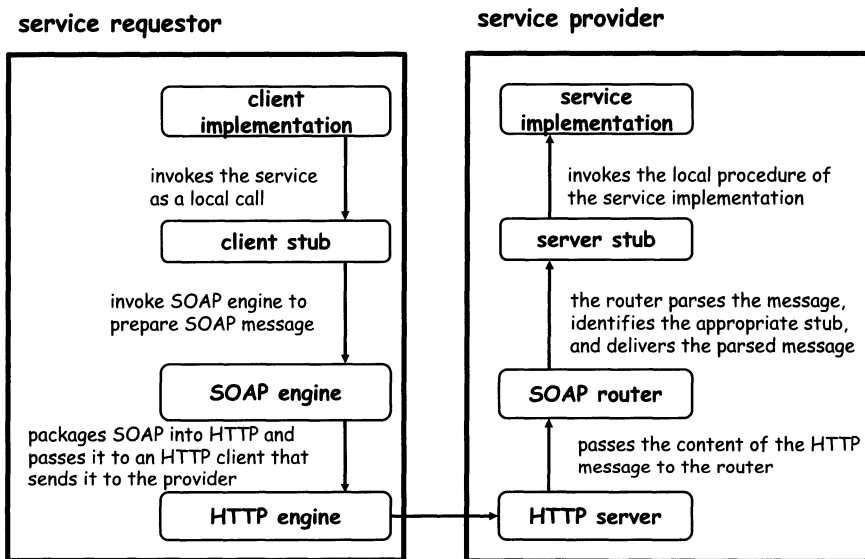 service requestor
client
implementation
invokes the service
as a local call
client stub
invoke SOAP engine to
prepare SOAP message
SOAP engine
packages SOAP into HTTP and
passes it to an HTTP client that
sends it to the provider
HTTP engine
service provider
service
implementation
invokes the local procedure of
the service implementation
server stub
the router parses the message,
identifies the appropriate stub,
and delivers the parsed message
SOAP router
passes the content of the HTTP
message to the router
HTTP server